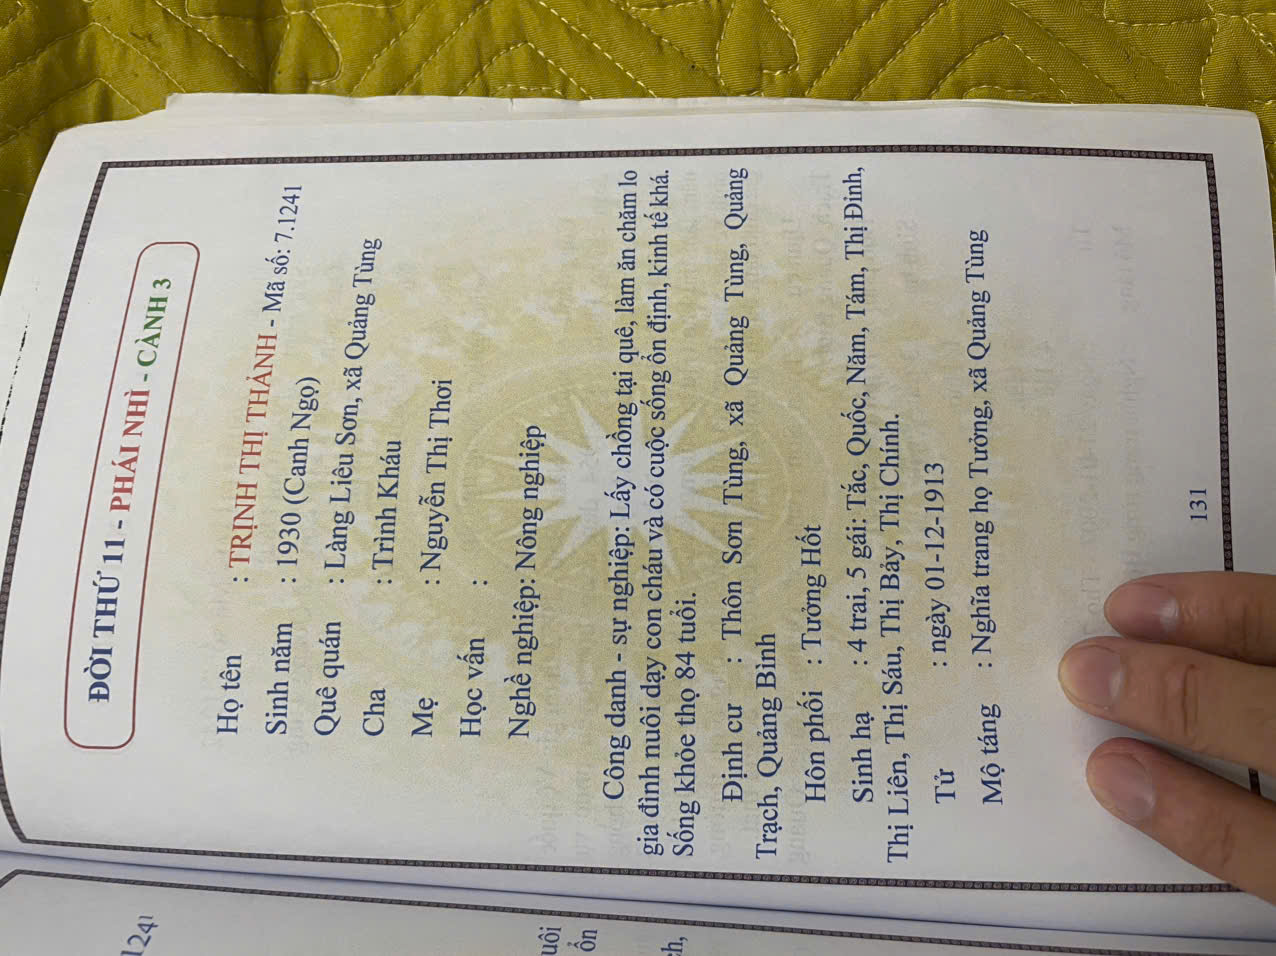 ĐỜI THỨ 11 - PHÁI NHÌ - CÀNH 3
Họ tên : TRỊNH THỊ THẢNH - Mã số: 7.1241
Sinh năm : 1930 (Canh Ngọ)
Quê quán : Làng Liêu Sơn, xã Quảng Tùng
Cha : Trình Kháu
Mẹ : Nguyễn Thị Thơi
Học vấn :
Nghề nghiệp: Nông nghiệp
Công danh - sự nghiệp: Lấy chồng tại quê, làm ăn chăm lo
gia đình nuôi dạy con cháu và có cuộc sống ổn định, kinh tế khá.
Sống khỏe thọ 84 tuổi.
Định cư : Thôn Sơn Tùng, xã Quảng Tùng, Quảng
Trạch, Quảng Bình
Hôn phối : Tưởng Hốt
Sinh hạ : 4 trai, 5 gái: Tắc, Quốc, Năm, Tám, Thị Đinh,
Thị Liên, Thị Sáu, Thị Bảy, Thị Chính.
Tử : ngày 01-12-1913
Mộ táng : Nghĩa trang họ Tưởng, xã Quảng Tùng
131
1241
uôi
ổn
ch,